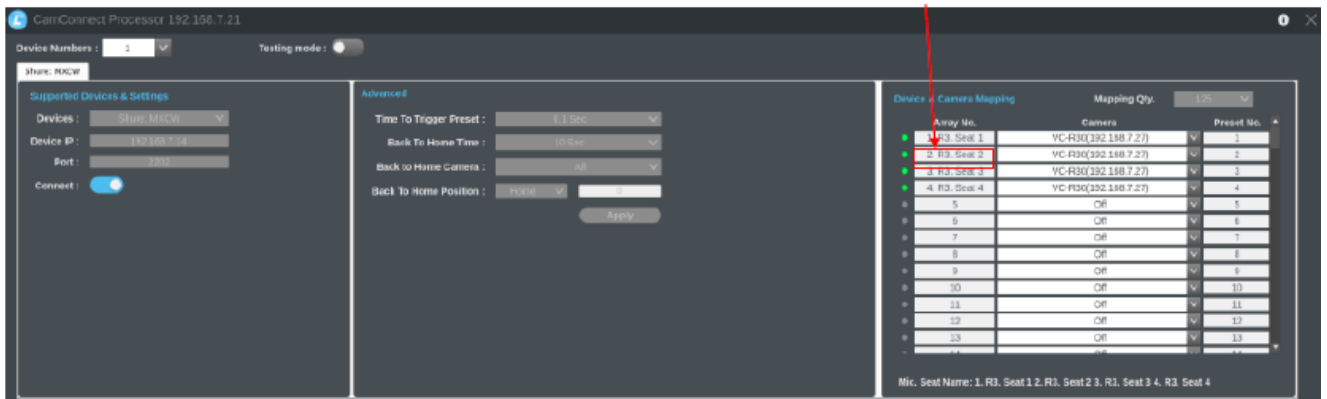 CamConnect Processor 192.168.7.21
Device Numbers : 1
Testing mode :
Shure: MXCW
Supported Devices & Settings
Devices : Shure: MXCW
Device IP : 192.168.7.14
Port : 2202
Connect :
Advanced
Time To Trigger Preset : 0.1 Sec
Back To Home Time : 10 Sec
Back to Home Camera : All
Back To Home Position : Home 0
Apply
Device & Camera Mapping Mapping Qty. 125
Array No. Camera Preset No.
1. R3. Seat 1 VC-R30(192.168.7.27) 1
2. R3. Seat 2 VC-R30(192.168.7.27) 2
3. R3. Seat 3 VC-R30(192.168.7.27) 3
4. R3. Seat 4 VC-R30(192.168.7.27) 4
5 Off 5
6 Off 6
7 Off 7
8 Off 8
9 Off 9
10 Off 10
11 Off 11
12 Off 12
13 Off 13
Mic. Seat Name: 1. R3. Seat 1 2. R3. Seat 2 3. R3. Seat 3 4. R3. Seat 4